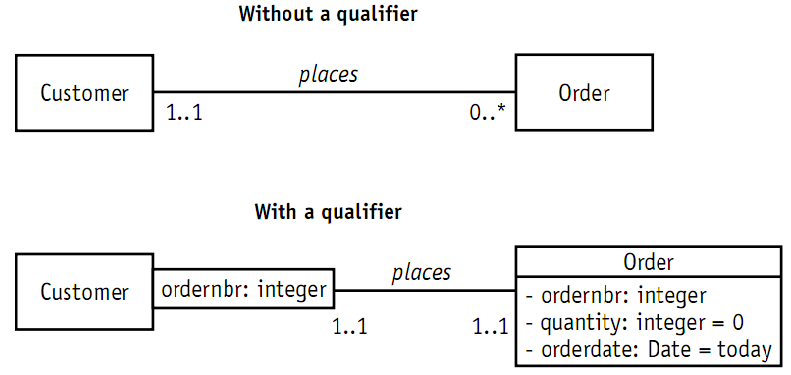 Without a qualifier
places
Customer
Order
1..1
0..*
With a qualifier
Order
places
Customer
ordernbr: integer
- ordernbr: integer
- quantity: integer = 0
- orderdate: Date = today
1..1
1..1